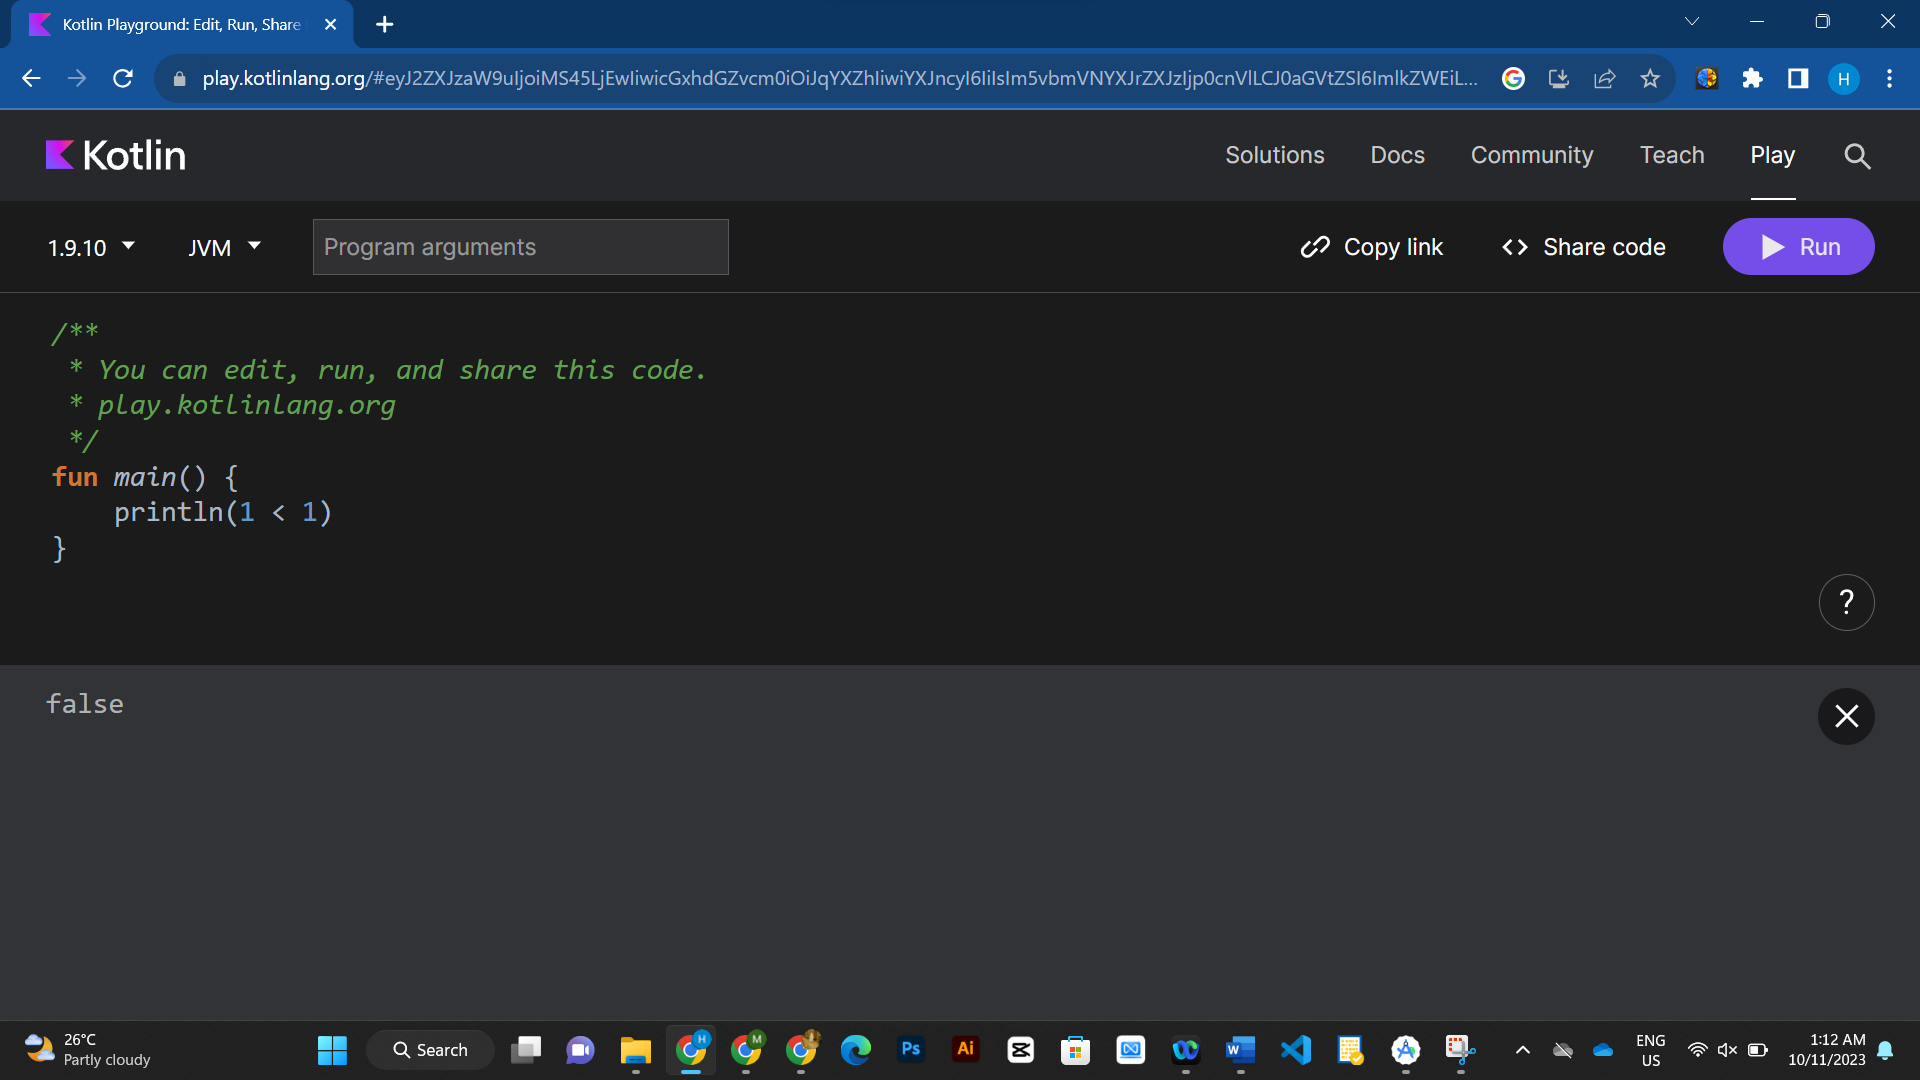 Kotlin Playground: Edit, Run, Share
play.kotlinlang.org/#eyJ2ZXJzaW9uIjoiMS45LjEwIiwicGxhdGZvcm0iOiJqYXZhIiwiYXJncyI6IiIsIm5vbmVNYXJrZXJzIjp0cnVlLCJ0aGVtZSI6ImlkZWEiL...
H
Kotlin
Solutions Docs Community Teach Play
1.9.10 JVM Program arguments Copy link <> Share code Run
/**
 * You can edit, run, and share this code.
 * play.kotlinlang.org
 */
fun main() {
    println(1 < 1)
}
?
false
26°C
Partly cloudy
Search
H
M
Ps
Ai
W
ENG
US
1:12 AM
10/11/2023